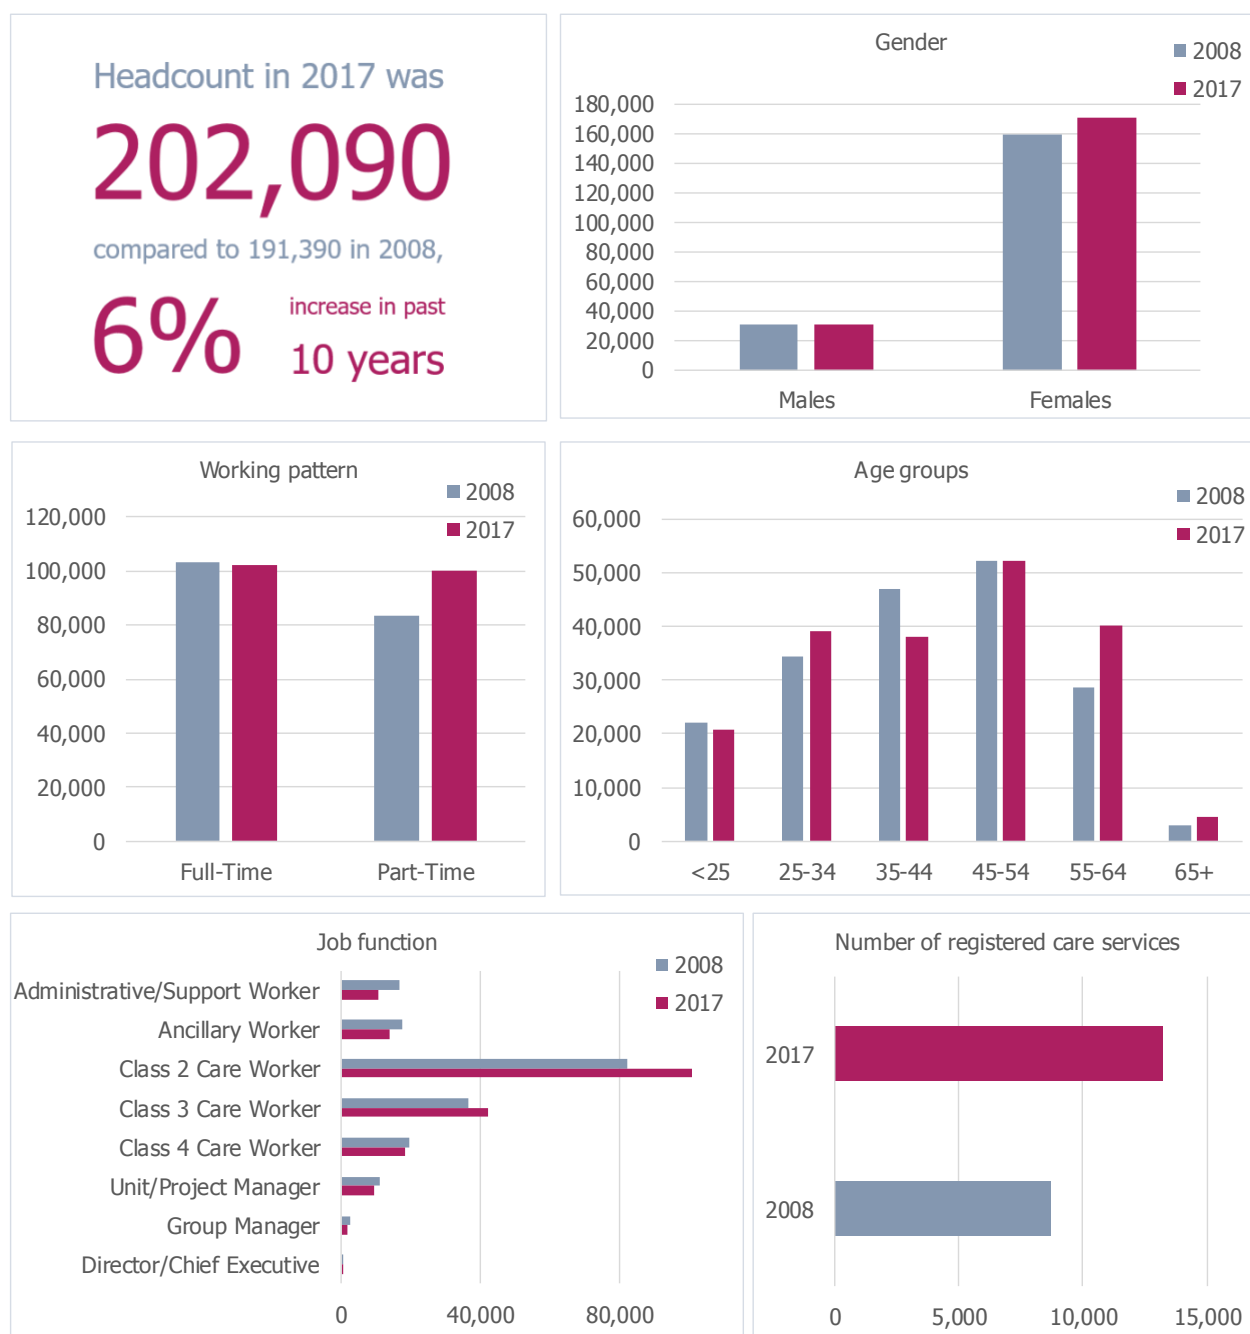 Headcount in 2017 was
202,090
compared to 191,390 in 2008,
6%
increase in past
10 years
Gender
2008
2017
180,000
160,000
140,000
120,000
100,000
80,000
60,000
40,000
20,000
0
Males
Females
Working pattern
2008
2017
120,000
100,000
80,000
60,000
40,000
20,000
0
Full-Time
Part-Time
Age groups
2008
2017
60,000
50,000
40,000
30,000
20,000
10,000
0
<25
25-34
35-44
45-54
55-64
65+
Job function
2008
2017
Administrative/Support Worker
Ancillary Worker
Class 2 Care Worker
Class 3 Care Worker
Class 4 Care Worker
Unit/Project Manager
Group Manager
Director/Chief Executive
0
40,000
80,000
Number of registered care services
2017
2008
0
5,000
10,000
15,000